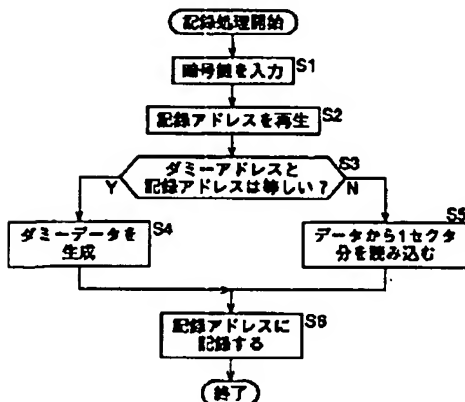 記録処理開始
暗号鍵を入力
S1
記録アドレスを再生
S2
ダミーアドレスと
記録アドレスは等しい?
S3
Y
N
ダミーデータを
生成
S4
データから1セクタ
分を読み込む
S5
記録アドレスに
記録する
S6
終了